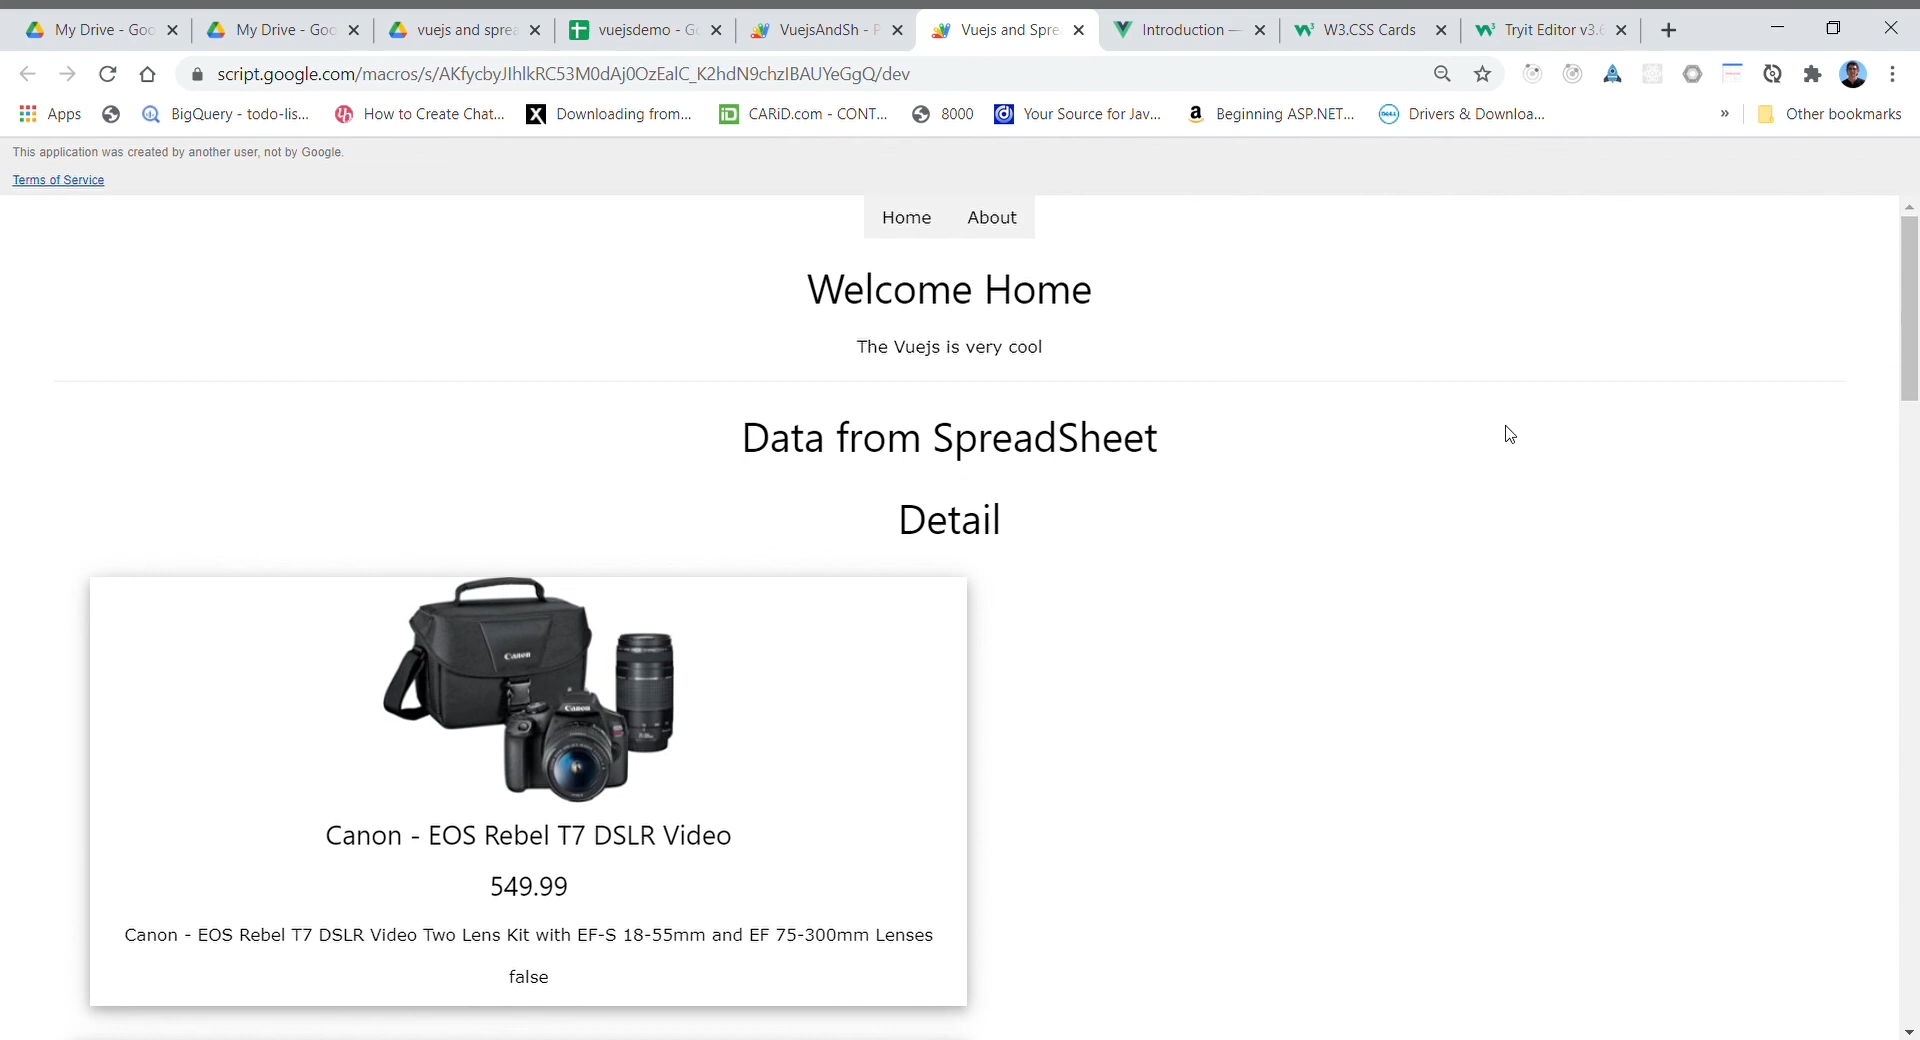 My Drive - Goo
My Drive - Goo
vuejs and sprea
vuejsdemo - Go
VuejsAndSh - P
Vuejs and Spre
Introduction —
W3.CSS Cards
Tryit Editor v3.6
script.google.com/macros/s/AKfycbyJIhlkRC53M0dAj0OzEalC_K2hdN9chzIBAUYeGgQ/dev
Apps
BigQuery - todo-lis...
How to Create Chat...
Downloading from...
CARiD.com - CONT...
8000
Your Source for Jav...
Beginning ASP.NET...
Drivers & Downloa...
»
Other bookmarks
This application was created by another user, not by Google.
Terms of Service
Home
About
Welcome Home
The Vuejs is very cool
Data from SpreadSheet
Detail
Canon
Canon
Canon - EOS Rebel T7 DSLR Video
549.99
Canon - EOS Rebel T7 DSLR Video Two Lens Kit with EF-S 18-55mm and EF 75-300mm Lenses
false